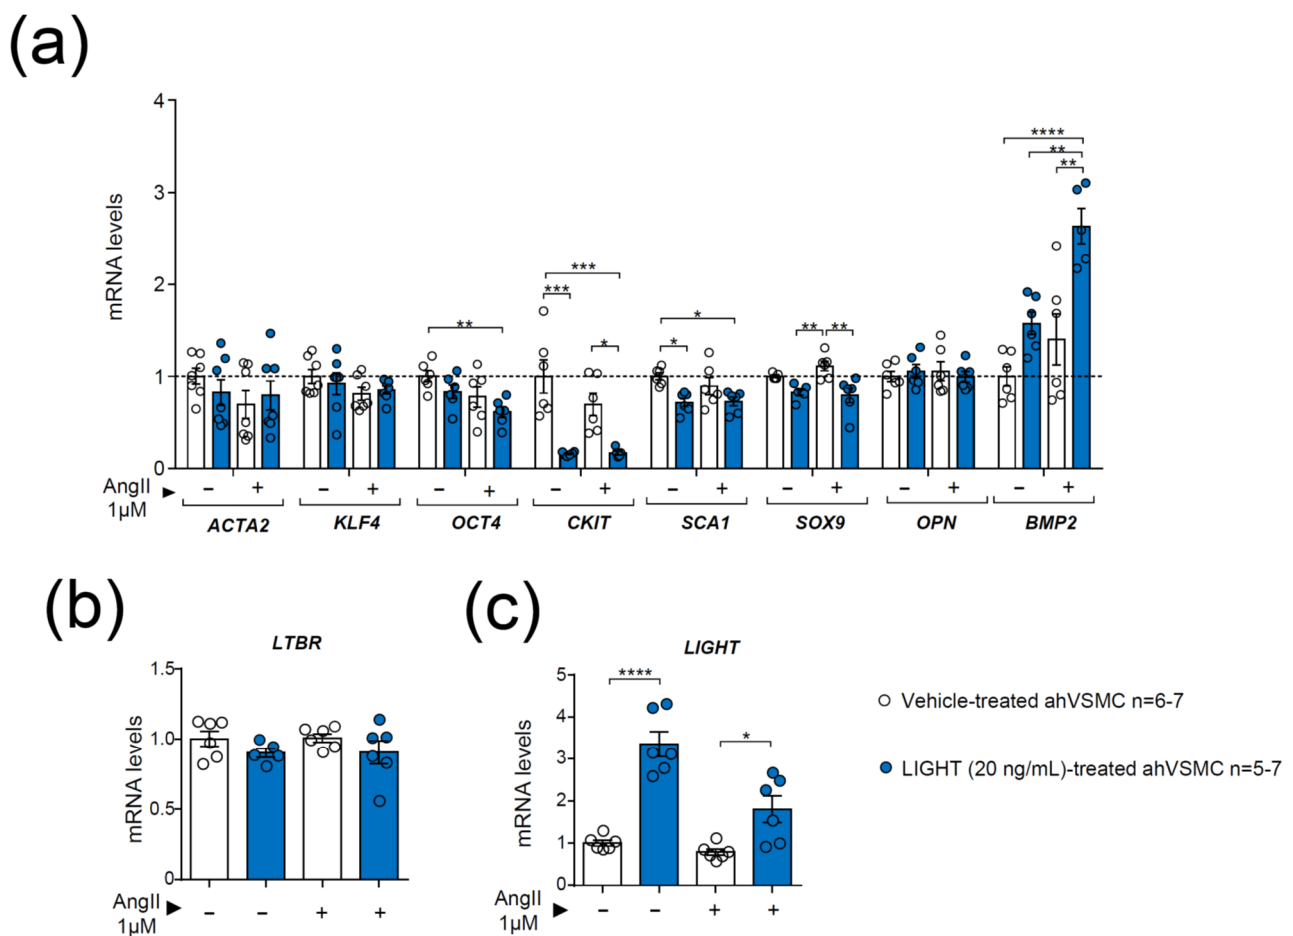 (a)
4
3
2
1
0
mRNA levels
****
**
**
***
***
**
*
*
*
**
**
AngII
1µM
− + − + − + − + − + − + − + − +
ACTA2 KLF4 OCT4 CKIT SCA1 SOX9 OPN BMP2
(b)
LTBR
1.5
1.0
0.5
0
mRNA levels
AngII
1µM
− − + +
(c)
LIGHT
5
4
3
2
1
0
mRNA levels
****
*
AngII
1µM
− − + +
Vehicle-treated ahVSMC n=6-7
LIGHT (20 ng/mL)-treated ahVSMC n=5-7